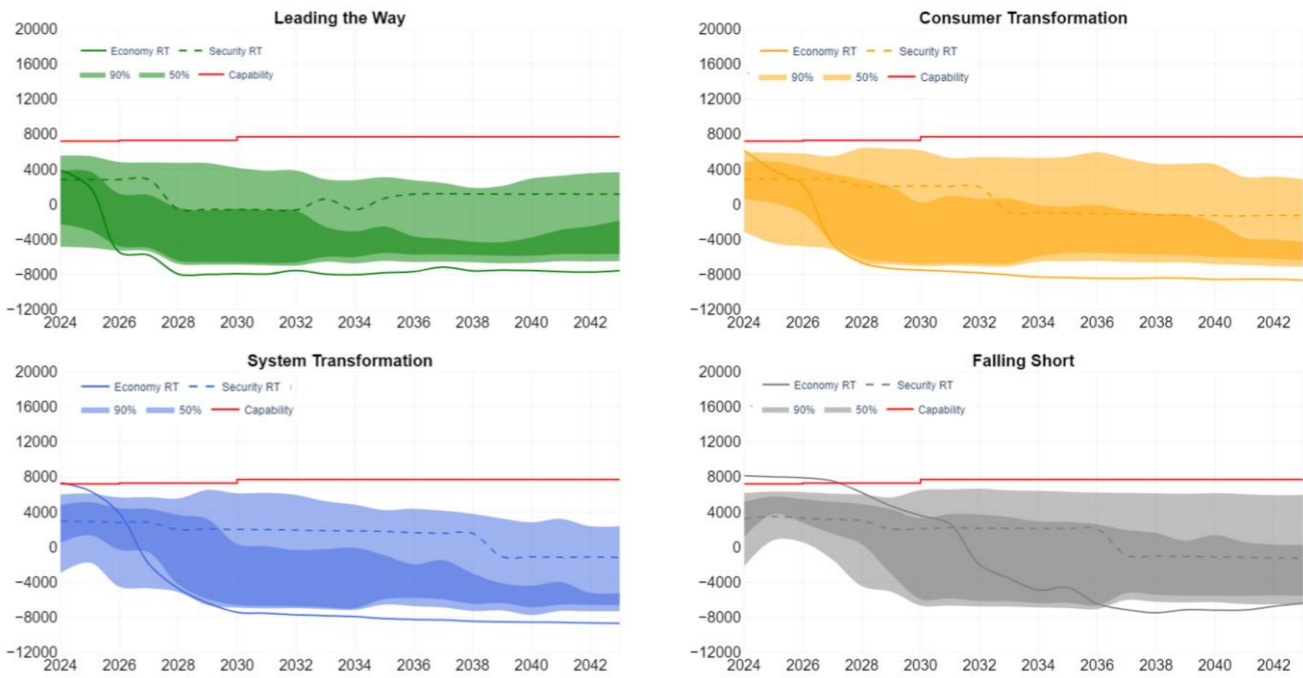 Leading the Way
20000
16000
12000
8000
4000
0
−4000
−8000
−12000
Economy RT Security RT
90% 50% Capability
2024 2026 2028 2030 2032 2034 2036 2038 2040 2042
Consumer Transformation
20000
16000
12000
8000
4000
0
−4000
−8000
−12000
Economy RT Security RT
90% 50% Capability
2024 2026 2028 2030 2032 2034 2036 2038 2040 2042
System Transformation
20000
16000
12000
8000
4000
0
−4000
−8000
−12000
Economy RT Security RT
90% 50% Capability
2024 2026 2028 2030 2032 2034 2036 2038 2040 2042
Falling Short
20000
16000
12000
8000
4000
0
−4000
−8000
−12000
Economy RT Security RT
90% 50% Capability
2024 2026 2028 2030 2032 2034 2036 2038 2040 2042